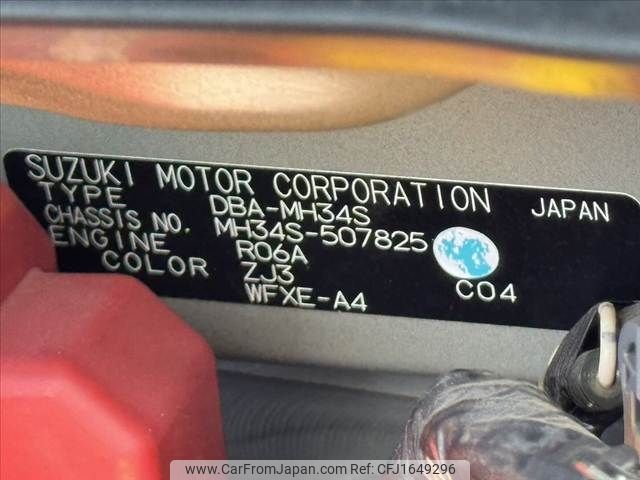 SUZUKI MOTOR CORPORATION JAPAN
TYPE DBA-MH34S
CHASSIS NO. MH34S-507825
ENGINE R06A
COLOR ZJ3
WFXE-A4 C04
www.CarFromJapan.com | Ref No: CFJ1649296